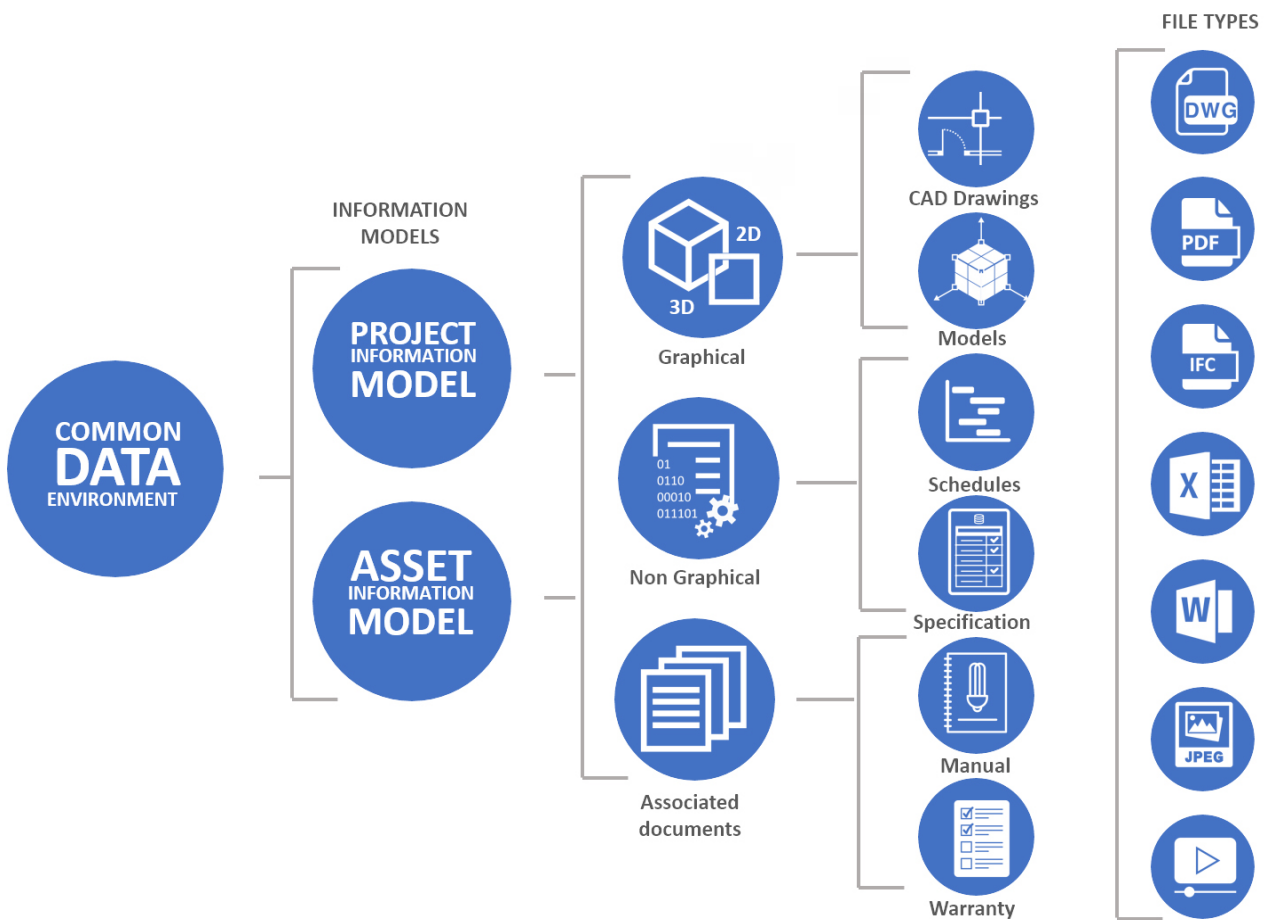 FILE TYPES
INFORMATION
MODELS
COMMON
DATA
ENVIRONMENT
PROJECT
INFORMATION
MODEL
ASSET
INFORMATION
MODEL
2D
3D
Graphical
01
0110
00010
011101
Non Graphical
Associated
documents
CAD Drawings
Models
Schedules
Specification
Manual
Warranty
DWG
PDF
IFC
X
W
JPEG